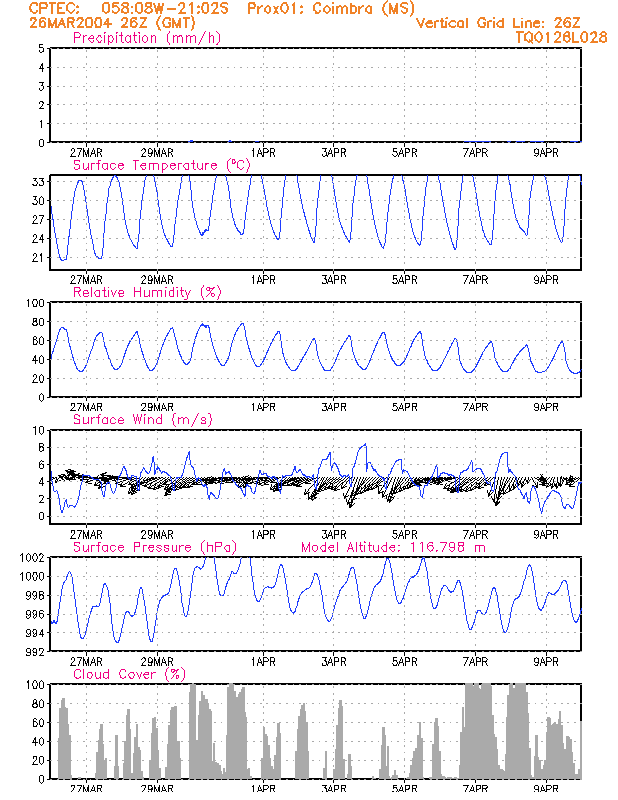 CPTEC: 058:08W-21:02S Prox01: Coimbra (MS)
26MAR2004 26Z (GMT) Vertical Grid Line: 26Z
Precipitation (mm/h) TQ0126L028
5
4
3
2
1
0
27MAR 29MAR 1APR 3APR 5APR 7APR 9APR
Surface Temperature (°C)
33
30
27
24
21
27MAR 29MAR 1APR 3APR 5APR 7APR 9APR
Relative Humidity (%)
100
80
60
40
20
0
27MAR 29MAR 1APR 3APR 5APR 7APR 9APR
Surface Wind (m/s)
10
8
6
4
2
0
27MAR 29MAR 1APR 3APR 5APR 7APR 9APR
Surface Pressure (hPa) Model Altitude: 116.798 m
1002
1000
998
996
994
992
27MAR 29MAR 1APR 3APR 5APR 7APR 9APR
Cloud Cover (%)
100
80
60
40
20
0
27MAR 29MAR 1APR 3APR 5APR 7APR 9APR